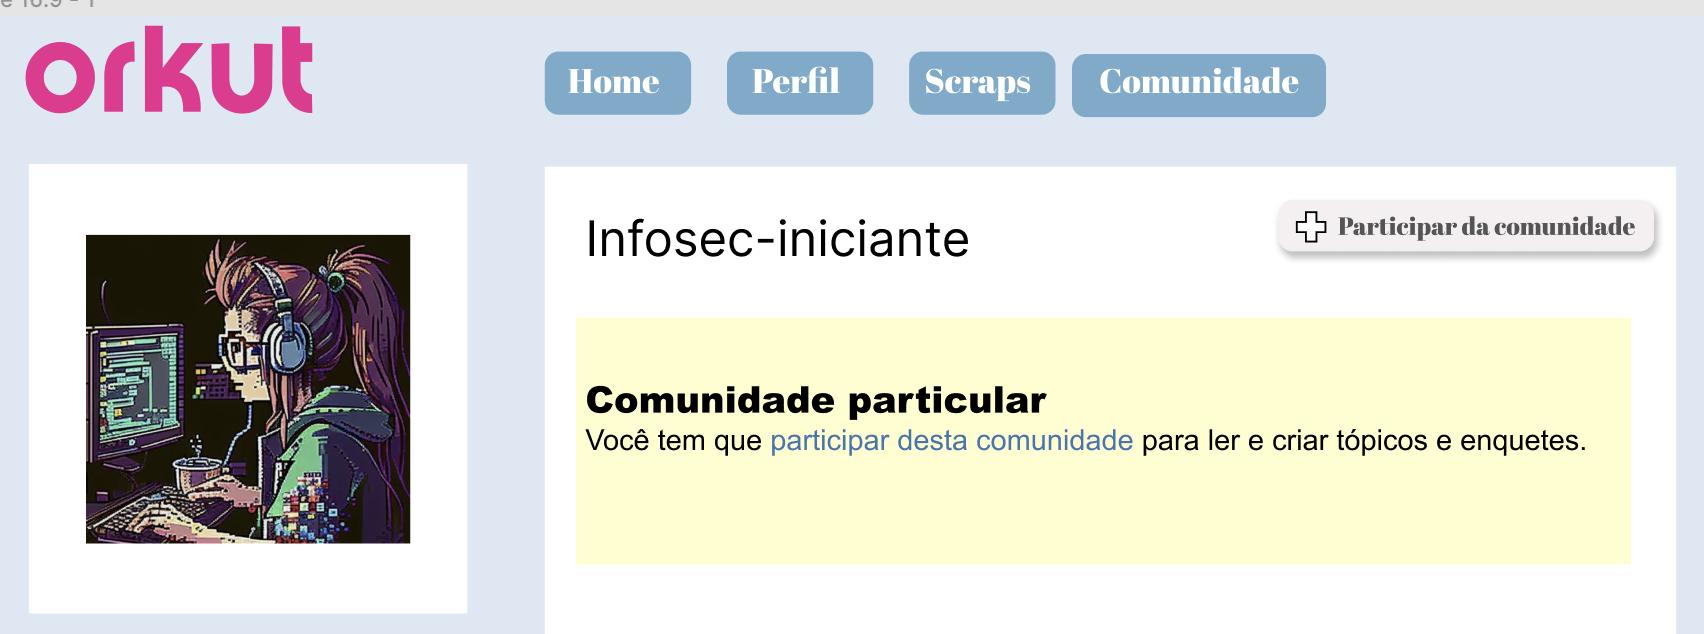 orkut
Home
Perfil
Scraps
Comunidade
Infosec-iniciante
Participar da comunidade
Comunidade particular
Você tem que participar desta comunidade para ler e criar tópicos e enquetes.